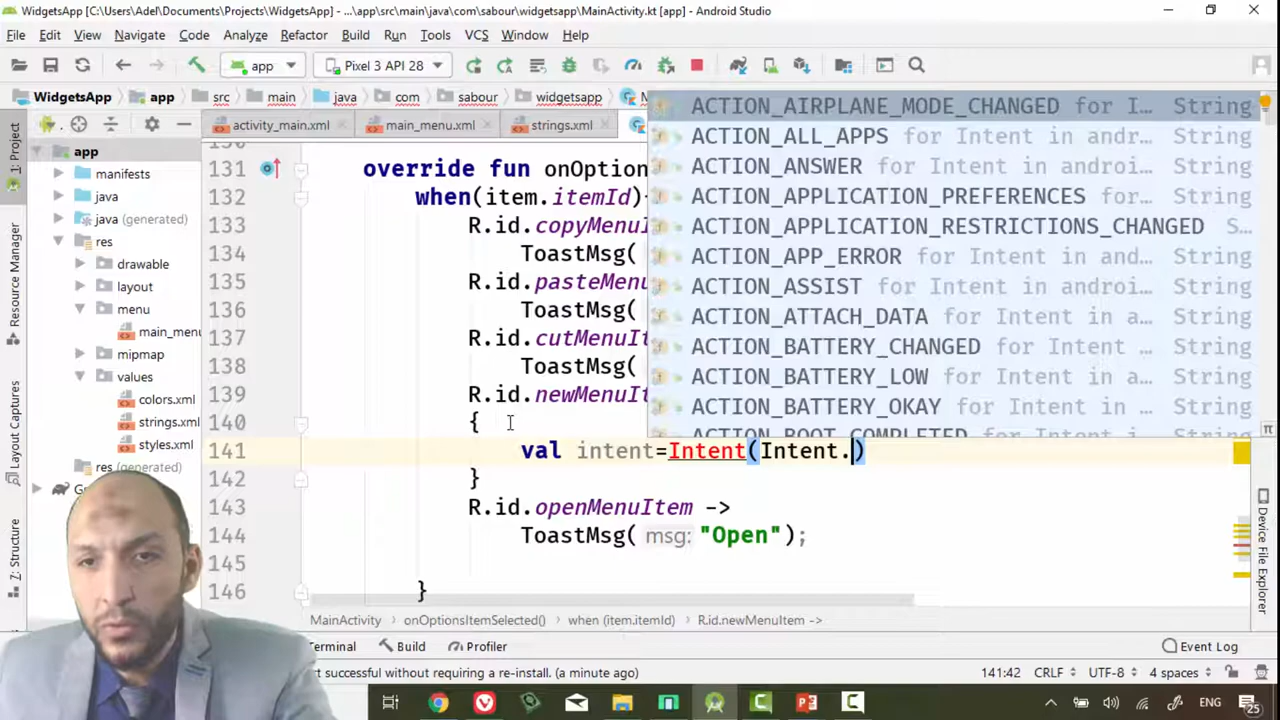 WidgetsApp [C:\Users\Adel\Documents\Projects\WidgetsApp] - ...\app\src\main\java\com\sabour\widgetsapp\MainActivity.kt [app] - Android Studio
File Edit View Navigate Code Analyze Refactor Build Run Tools VCS Window Help
app Pixel 3 API 28
WidgetsApp app src main java com sabour widgetsapp
activity_main.xml main_menu.xml strings.xml
1: Project
Resource Manager
Layout Captures
7: Structure
app
manifests
java
java (generated)
res
drawable
layout
menu
main_menu
mipmap
values
colors.xml
strings.xml
styles.xml
res (generated)
131 override fun onOption
132 when(item.itemId)
133 R.id.copyMenuI
134 ToastMsg(
135 R.id.pasteMenu
136 ToastMsg(
137 R.id.cutMenuIt
138 ToastMsg(
139 R.id.newMenuIt
140 {
141 val intent=Intent(Intent.)
142 }
143 R.id.openMenuItem ->
144 ToastMsg( msg: "Open");
145
146 }
ACTION_AIRPLANE_MODE_CHANGED for I... String
ACTION_ALL_APPS for Intent in andr... String
ACTION_ANSWER for Intent in androi... String
ACTION_APPLICATION_PREFERENCES for... String
ACTION_APPLICATION_RESTRICTIONS_CHANGED S...
ACTION_APP_ERROR for Intent in and... String
ACTION_ASSIST for Intent in androi... String
ACTION_ATTACH_DATA for Intent in a... String
ACTION_BATTERY_CHANGED for Intent ... String
ACTION_BATTERY_LOW for Intent in a... String
ACTION_BATTERY_OKAY for Intent in ... String
ACTION_BOOT_COMPLETED for Intent i... String
Device File Explorer
MainActivity onOptionsItemSelected() when (item.itemId) R.id.newMenuItem ->
Terminal Build Profiler Event Log
t successful without requiring a re-install. (a minute ago) 141:42 CRLF UTF-8 4 spaces
ENG 25